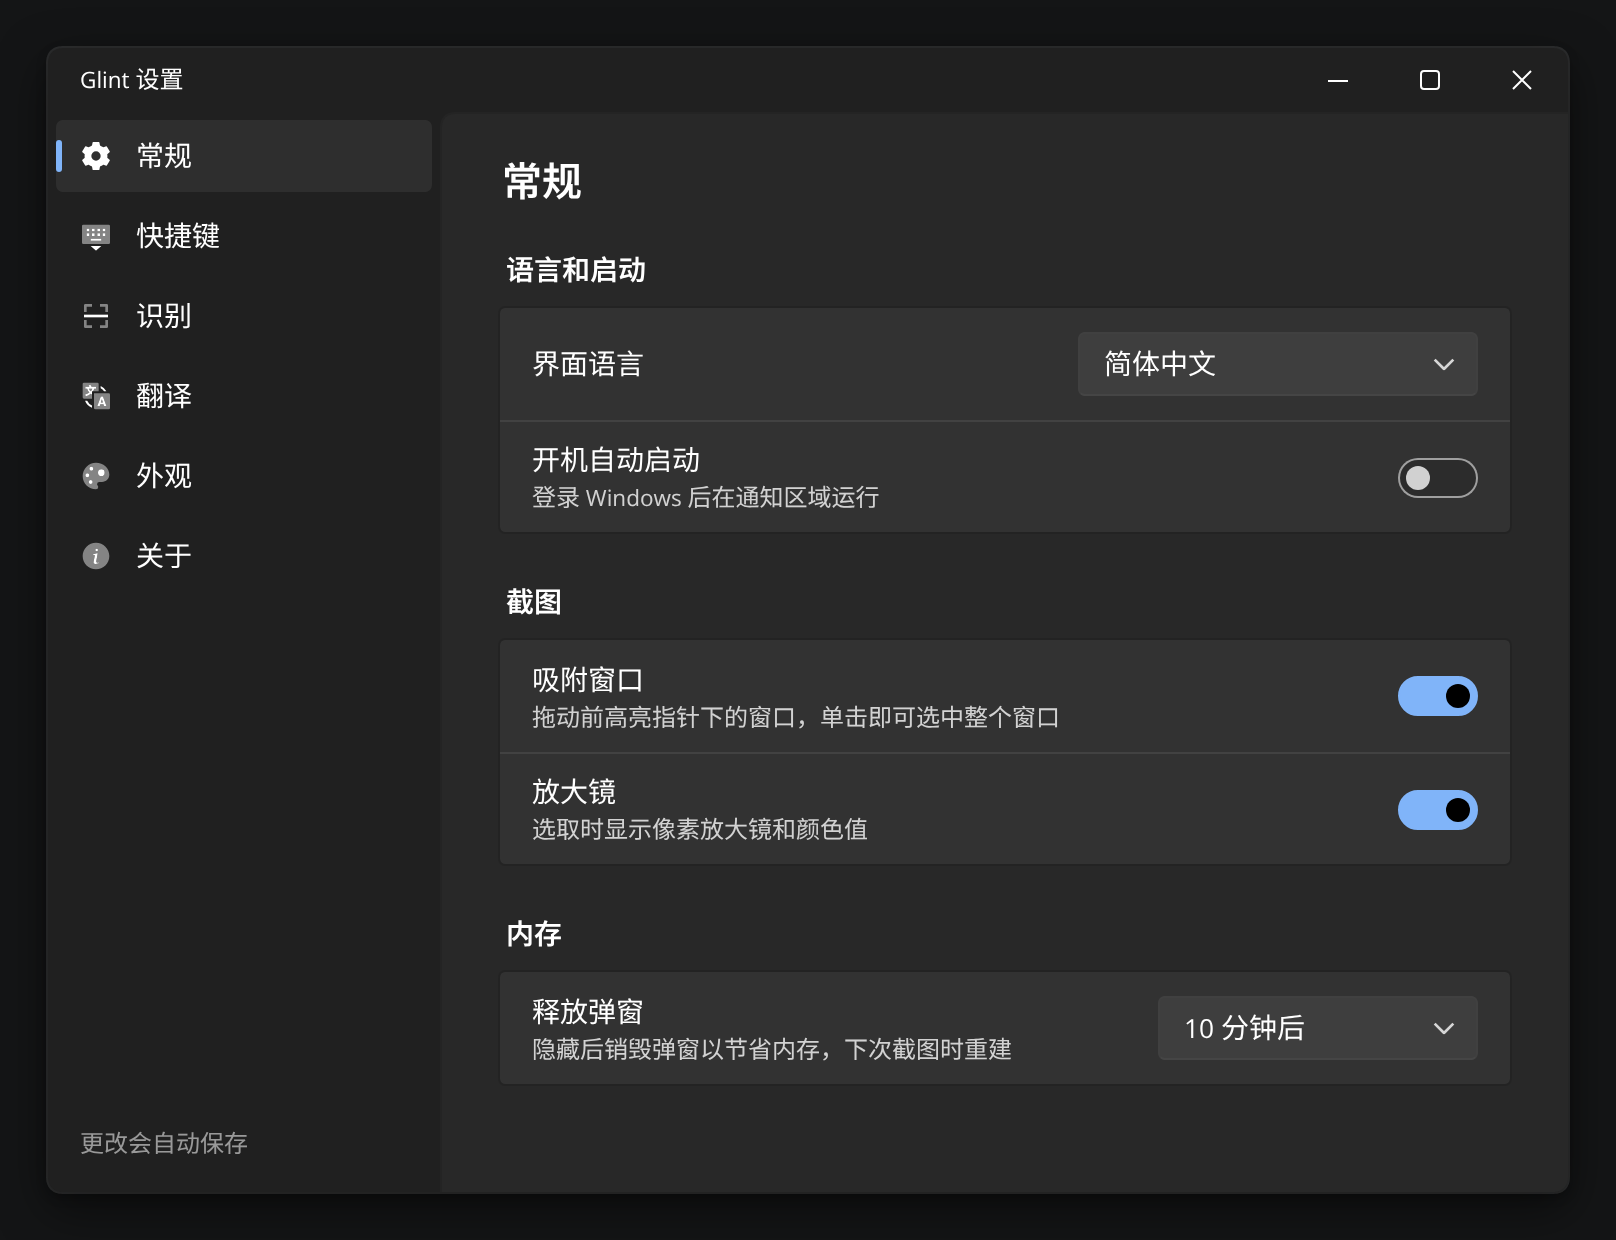 Glint 设置
常规
快捷键
识别
翻译
外观
关于
更改会自动保存
常规
语言和启动
界面语言
简体中文
开机自动启动
登录 Windows 后在通知区域运行
截图
吸附窗口
拖动前高亮指针下的窗口，单击即可选中整个窗口
放大镜
选取时显示像素放大镜和颜色值
内存
释放弹窗
隐藏后销毁弹窗以节省内存，下次截图时重建
10 分钟后